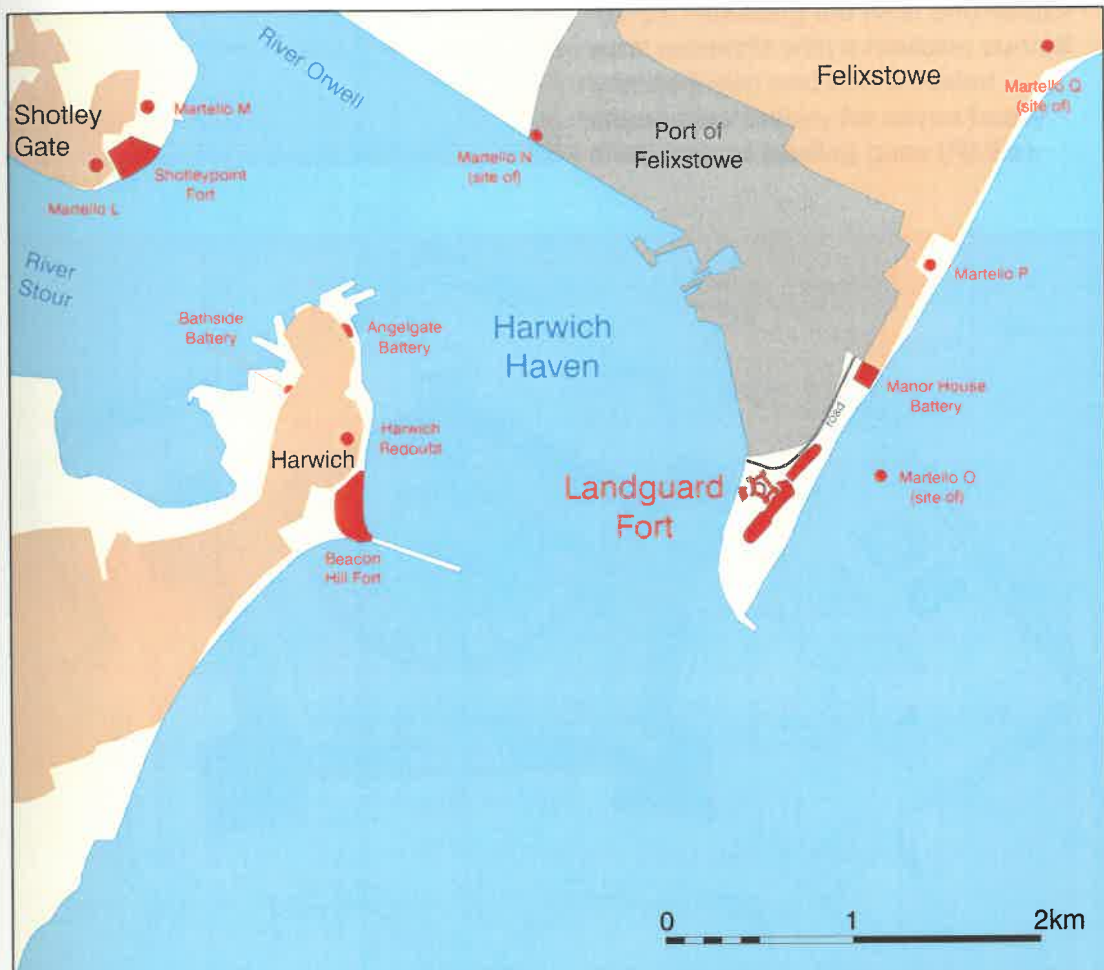 River Orwell
Felixstowe
Martello Q
(site of)
Shotley
Gate
Martello M
Port of
Felixstowe
Martello N
(site of)
Shotleypoint
Fort
Martello L
River
Stour
Martello P
Bathside
Battery
Angelgate
Battery
Harwich
Haven
Manor House
Battery
road
Harwich
Redoubt
Harwich
Landguard
Fort
Martello O
(site of)
Beacon
Hill Fort
0 1 2km